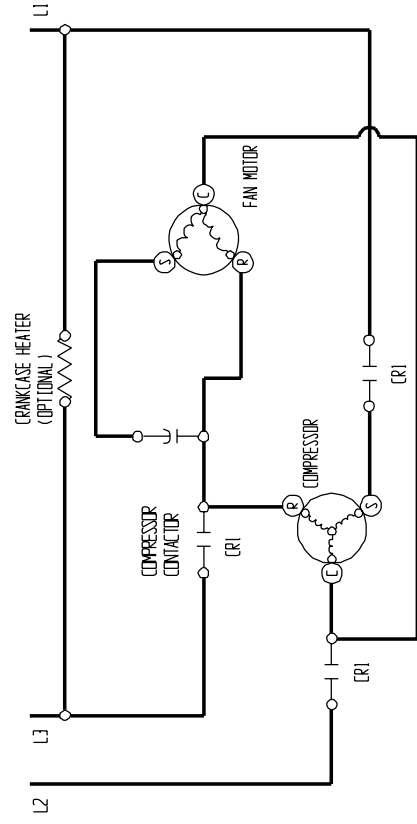 L1
CRANKCASE HEATER
(OPTIONAL)
L3
L2
S
C
R
FAN MOTOR
COMPRESSOR
CONTACTOR
CR1
R
S
C
COMPRESSOR
CR1
CR1